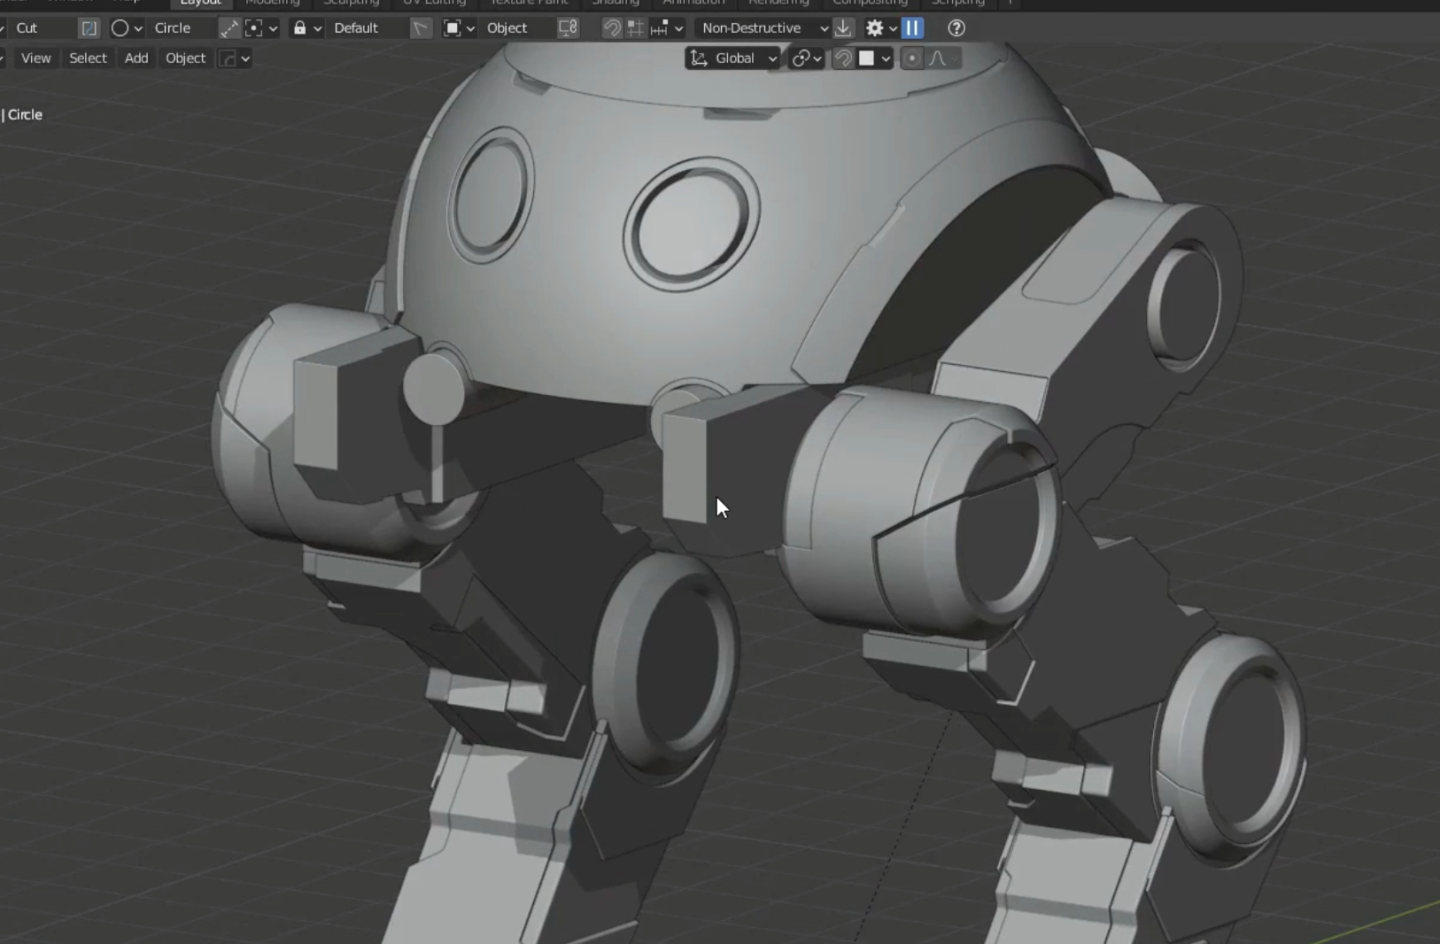 Layout Modeling Sculpting UV Editing Texture Paint Shading Animation Rendering Compositing Scripting
Cut Circle Default Object Non-Destructive
View Select Add Object Global
| Circle